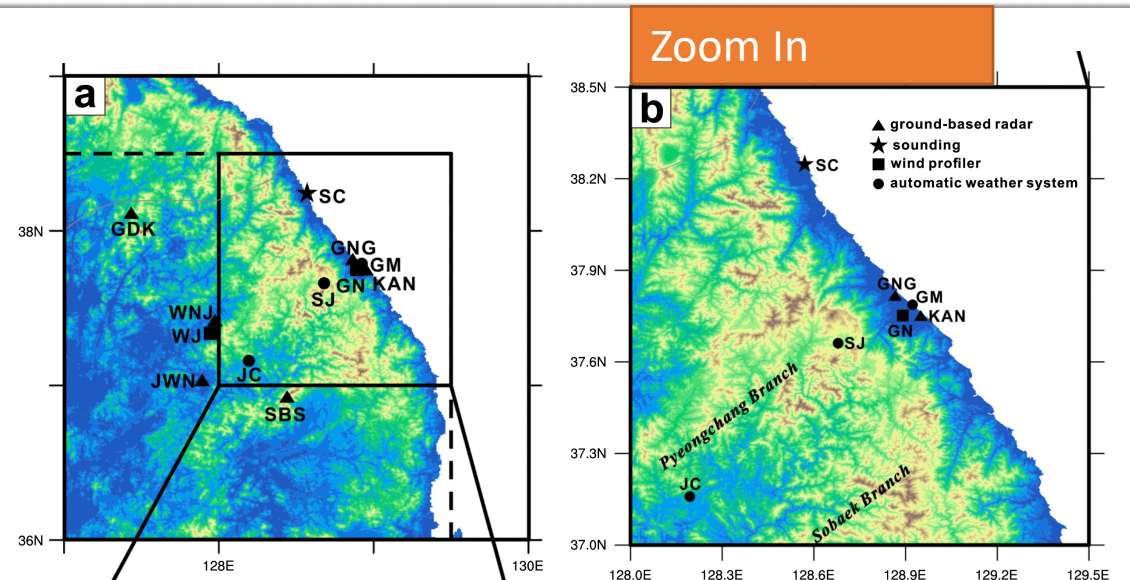 Zoom In
a
SC
GDK
GNG
GM
GN
KAN
SJ
WNJ
WJ
JC
JWN
SBS
38N
36N
128E
130E
b
ground-based radar
sounding
wind profiler
automatic weather system
SC
GNG
GM
KAN
GN
SJ
Pyeongchang Branch
JC
Sobaek Branch
38.5N
38.2N
37.9N
37.6N
37.3N
37.0N
128.0E
128.3E
128.6E
128.9E
129.2E
129.5E